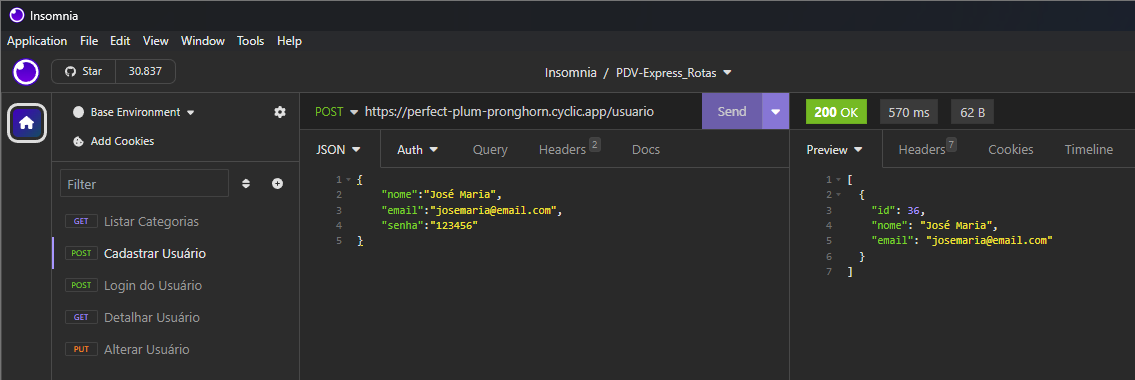 Insomnia
Application File Edit View Window Tools Help
Star 30.837
Insomnia / PDV-Express_Rotas
Base Environment
Add Cookies
Filter
GET Listar Categorias
POST Cadastrar Usuário
POST Login do Usuário
GET Detalhar Usuário
PUT Alterar Usuário
POST https://perfect-plum-pronghorn.cyclic.app/usuario Send
JSON Auth Query Headers 2 Docs
1 {
2 "nome":"José Maria",
3 "email":"josemaria@email.com",
4 "senha":"123456"
5 }
200 OK 570 ms 62 B
Preview Headers 7 Cookies Timeline
1 [
2 {
3 "id": 36,
4 "nome": "José Maria",
5 "email": "josemaria@email.com"
6 }
7 ]